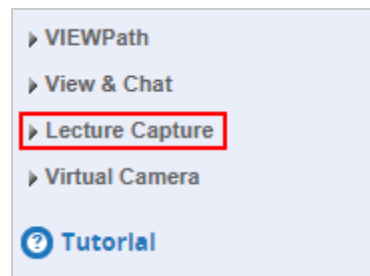 VIEWPath
View & Chat
Lecture Capture
Virtual Camera
? Tutorial